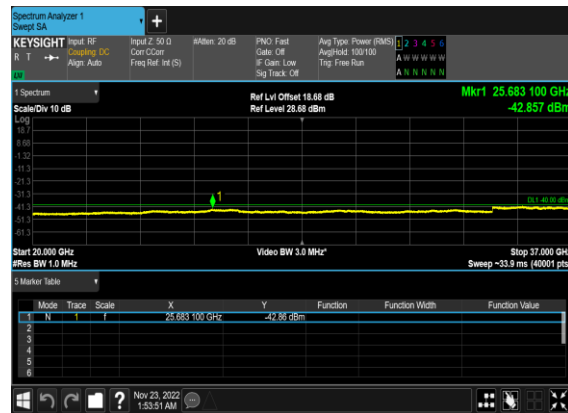 Spectrum Analyzer 1
Swept SA
+
KEYSIGHT Input: RF Input Z: 50 Ω #Atten: 20 dB PNO: Fast Avg Type: Power (RMS) 1 2 3 4 5 6
R T Coupling: DC Corr CCorr Gate: Off Avg|Hold: 100/100 A W W W W W
Align: Auto Freq Ref: Int (S) IF Gain: Low Trig: Free Run
LW Sig Track: Off A N N N N N
1 Spectrum Ref Lvl Offset 18.68 dB Mkr1 25.683 100 GHz
Scale/Div 10 dB Ref Level 28.68 dBm -42.857 dBm
Log
18.7
8.68
-1.32
-11.3
-21.3
-31.3
1
DL1 -40.00 dBm
-41.3
-51.3
-61.3
Start 20.000 GHz Video BW 3.0 MHz* Stop 37.000 GHz
#Res BW 1.0 MHz Sweep ~33.9 ms (40001 pts)
5 Marker Table
Mode Trace Scale X Y Function Function Width Function Value
1 N 1 f 25.683 100 GHz -42.86 dBm
2
3
4
5
6
? Nov 23, 2022
1:53:51 AM